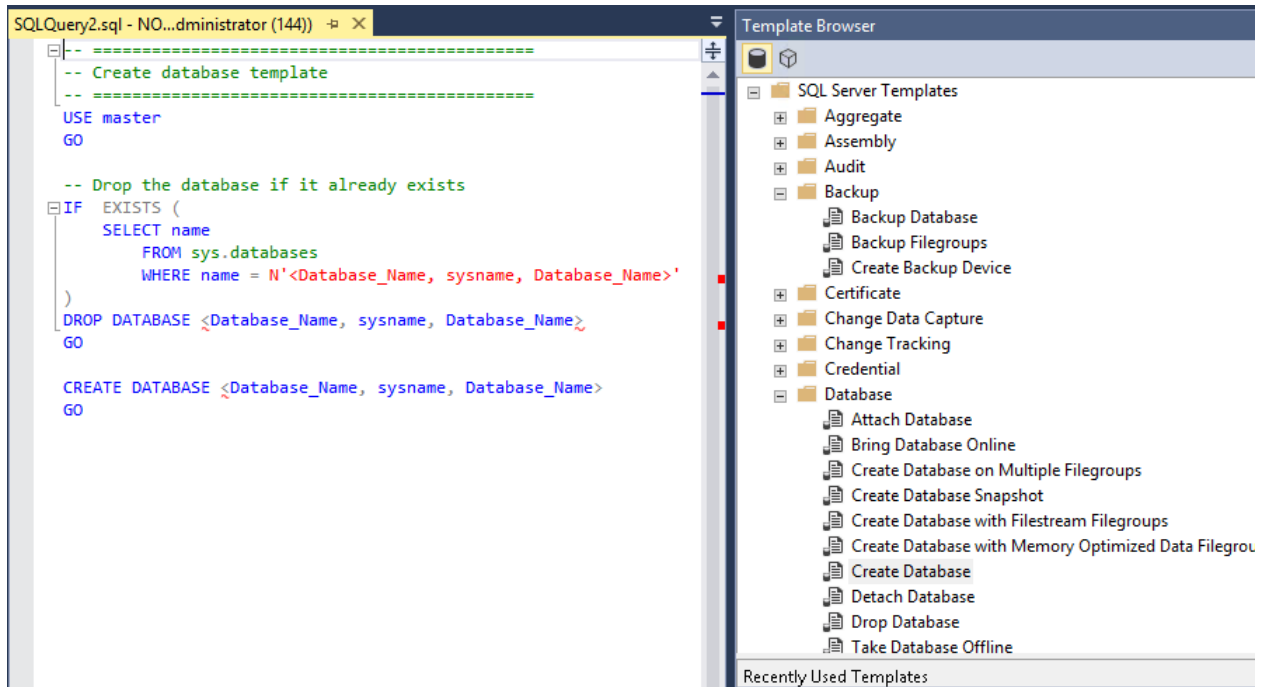 SQLQuery2.sql - NO...dministrator (144))
-- =============================================
-- Create database template
-- =============================================
USE master
GO
-- Drop the database if it already exists
IF  EXISTS (
SELECT name
FROM sys.databases
WHERE name = N'<Database_Name, sysname, Database_Name>'
)
DROP DATABASE <Database_Name, sysname, Database_Name>
GO
CREATE DATABASE <Database_Name, sysname, Database_Name>
GO
Template Browser
SQL Server Templates
Aggregate
Assembly
Audit
Backup
Backup Database
Backup Filegroups
Create Backup Device
Certificate
Change Data Capture
Change Tracking
Credential
Database
Attach Database
Bring Database Online
Create Database on Multiple Filegroups
Create Database Snapshot
Create Database with Filestream Filegroups
Create Database with Memory Optimized Data Filegrou
Create Database
Detach Database
Drop Database
Take Database Offline
Recently Used Templates